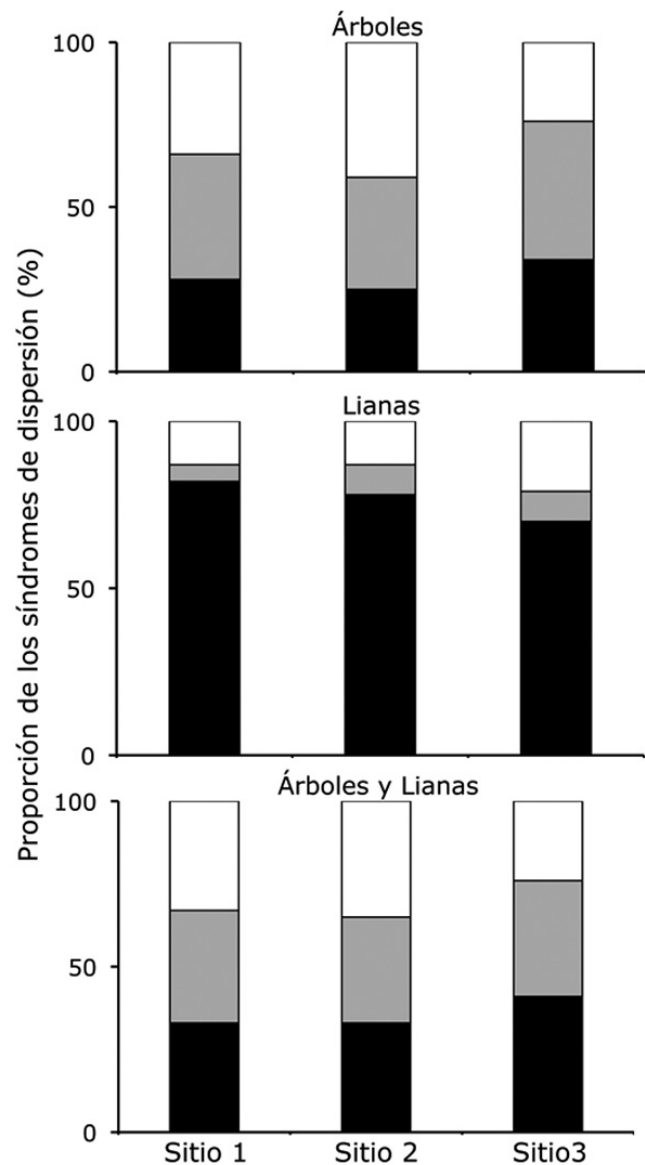 Árboles
100
50
0
Lianas
100
50
0
Árboles y Lianas
100
50
0
Sitio 1 Sitio 2 Sitio3
Proporción de los síndromes de dispersión (%)